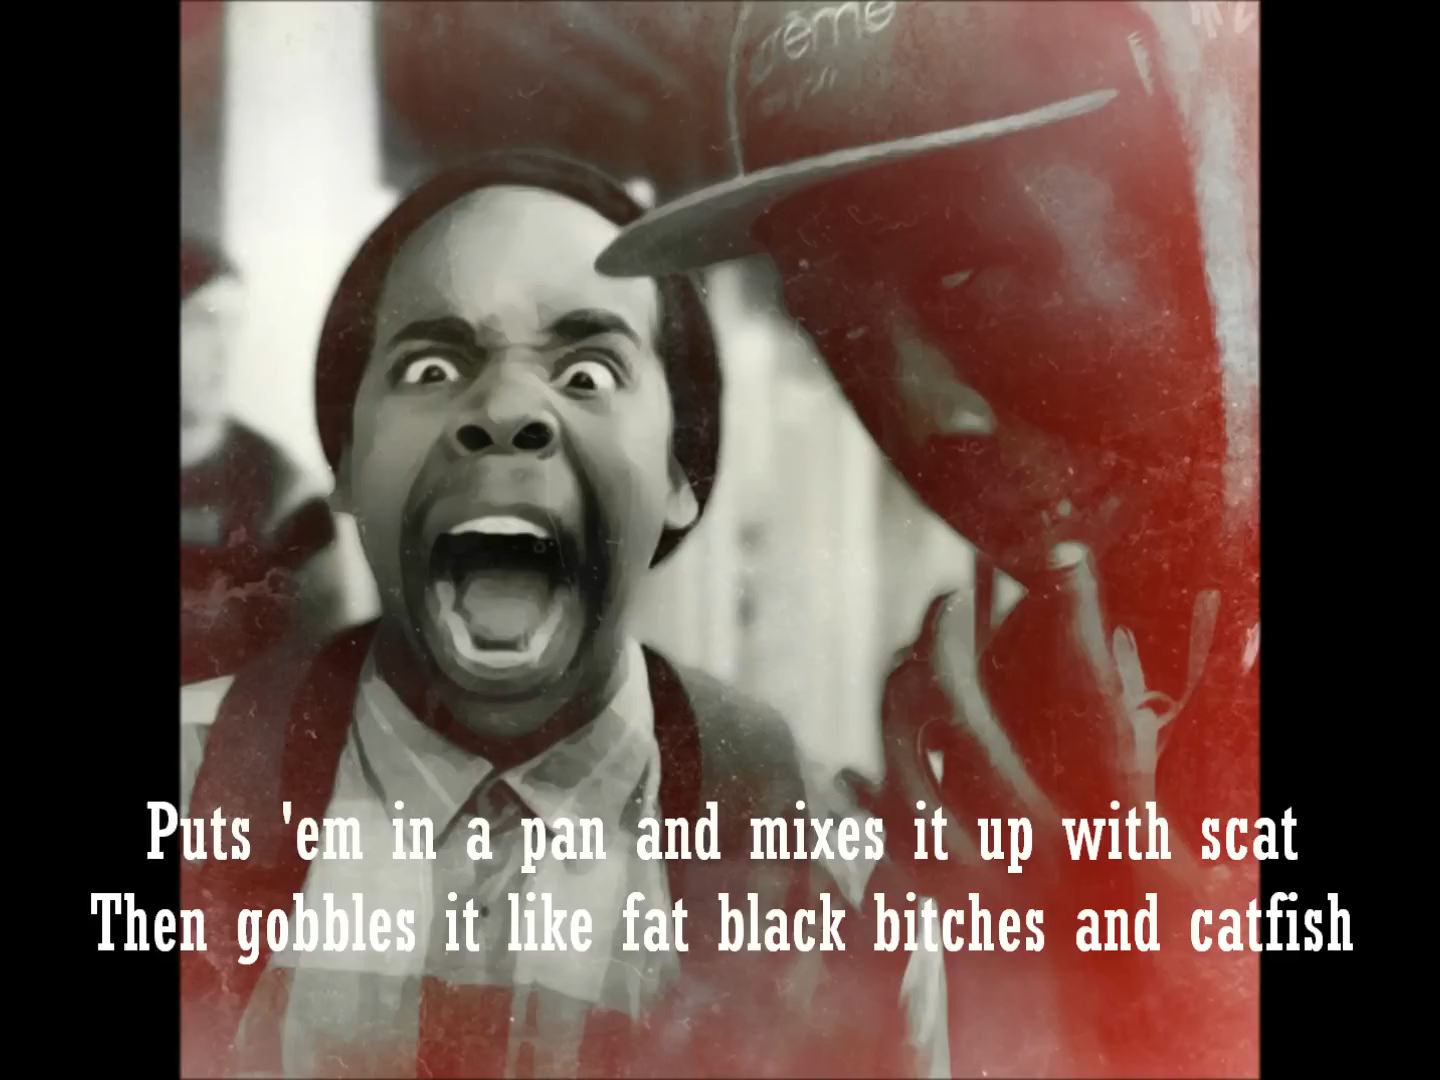 reme
Puts 'em in a pan and mixes it up with scat
Then gobbles it like fat black bitches and catfish